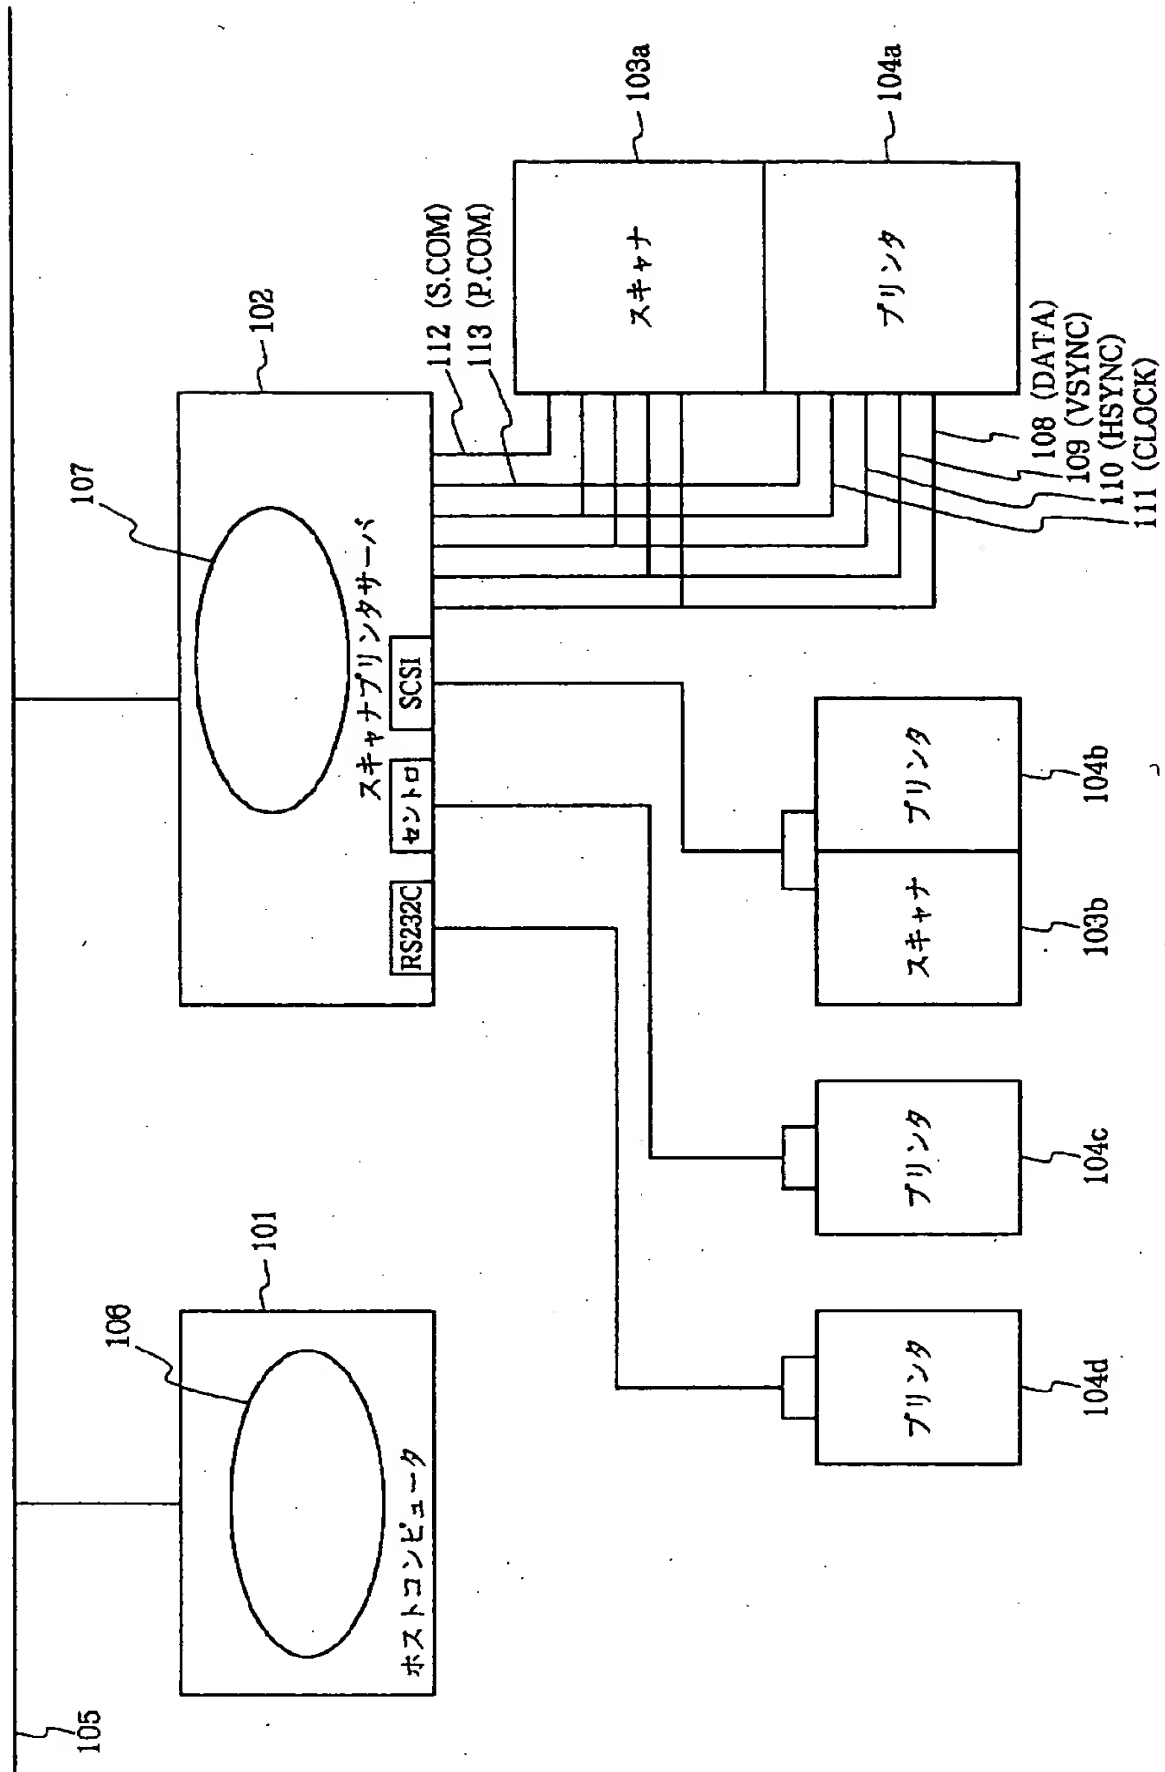 105
106
101
ホストコンピュータ
107
102
スキャナプリンタサーバ
RS232C
セントロ
SCSI
112 (S.COM)
113 (P.COM)
103a
スキャナ
104a
プリンタ
108 (DATA)
109 (VSYNC)
110 (HSYNC)
111 (CLOCK)
プリンタ
104d
プリンタ
104c
スキャナ
103b
プリンタ
104b